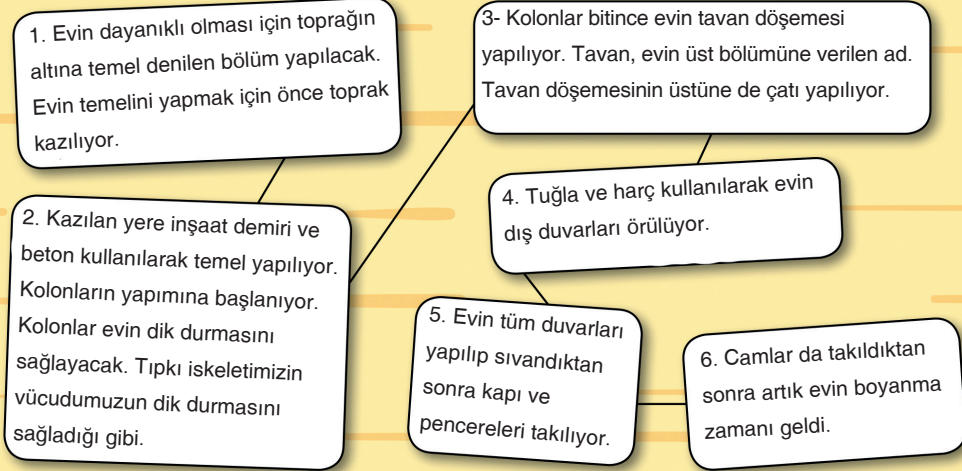 1. Evin dayanıklı olması için toprağın
altına temel denilen bölüm yapılacak.
Evin temelini yapmak için önce toprak
kazılıyor.
2. Kazılan yere inşaat demiri ve
beton kullanılarak temel yapılıyor.
Kolonların yapımına başlanıyor.
Kolonlar evin dik durmasını
sağlayacak. Tıpkı iskeletimizin
vücudumuzun dik durmasını
sağladığı gibi.
3- Kolonlar bitince evin tavan döşemesi
yapılıyor. Tavan, evin üst bölümüne verilen ad.
Tavan döşemesinin üstüne de çatı yapılıyor.
4. Tuğla ve harç kullanılarak evin
dış duvarları örülüyor.
5. Evin tüm duvarları
yapılıp sıvandıktan
sonra kapı ve
pencereleri takılıyor.
6. Camlar da takıldıktan
sonra artık evin boyanma
zamanı geldi.